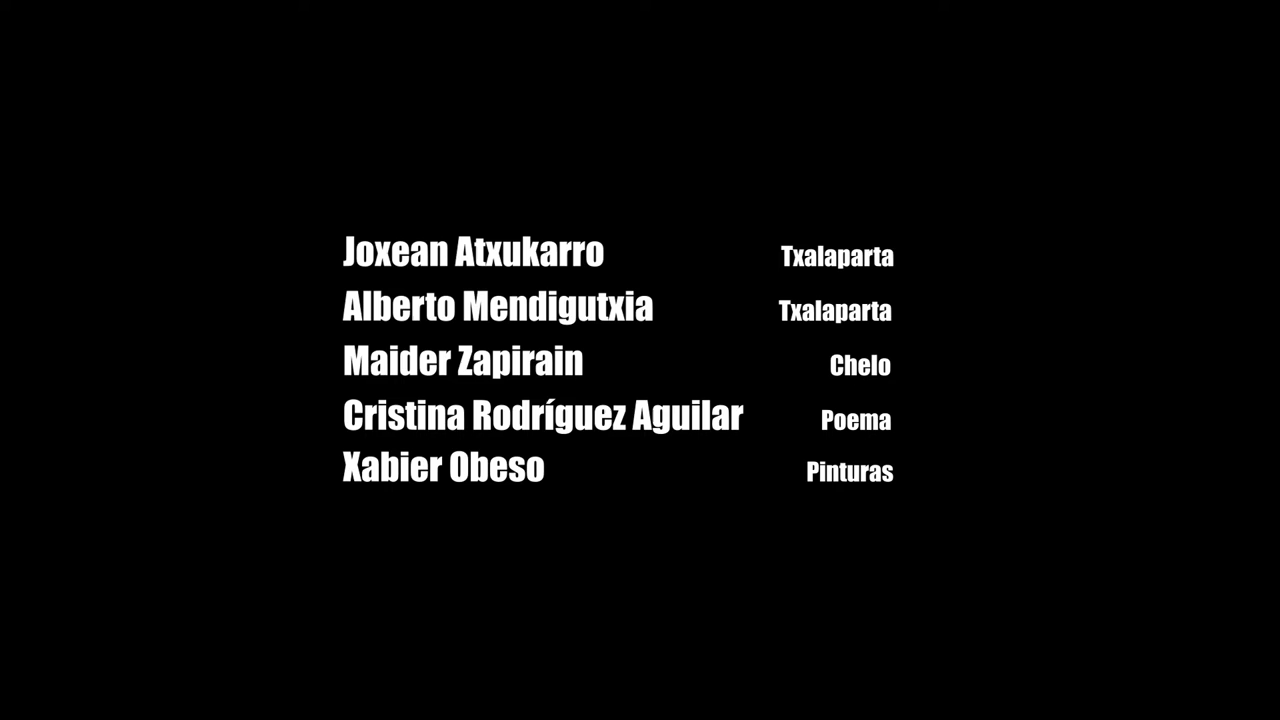 Joxean Atxukarro Txalaparta
Alberto Mendigutxia Txalaparta
Maider Zapirain Chelo
Cristina Rodríguez Aguilar Poema
Xabier Obeso Pinturas